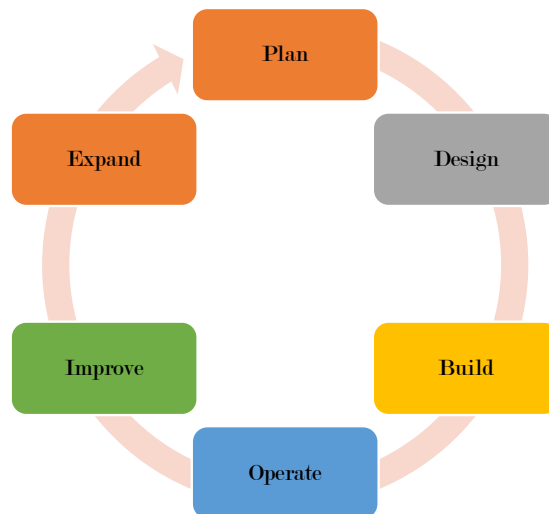 Plan
Design
Build
Operate
Improve
Expand